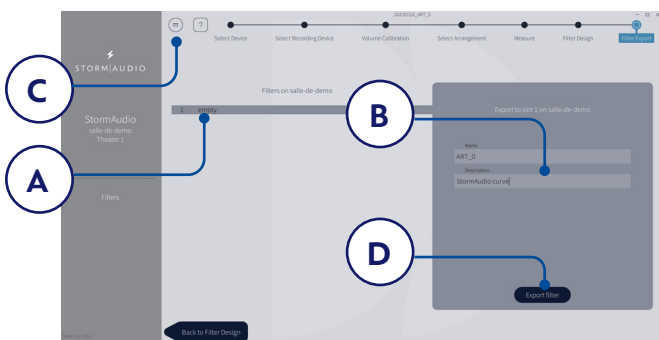 20230524_ART_0
?
Select Device
Select Recording Device
Volume Calibration
Select Arrangement
Measure
Filter Design
Filter Export
STORM|AUDIO
C
Filters on salle-de-demo
1 empty
Export to slot 1 on salle-de-demo
B
StormAudio
salle-de-demo
Theater 1
Name
ART_0
Description
StormAudio curve
A
Filters
D
Export filter
Back to Filter Design